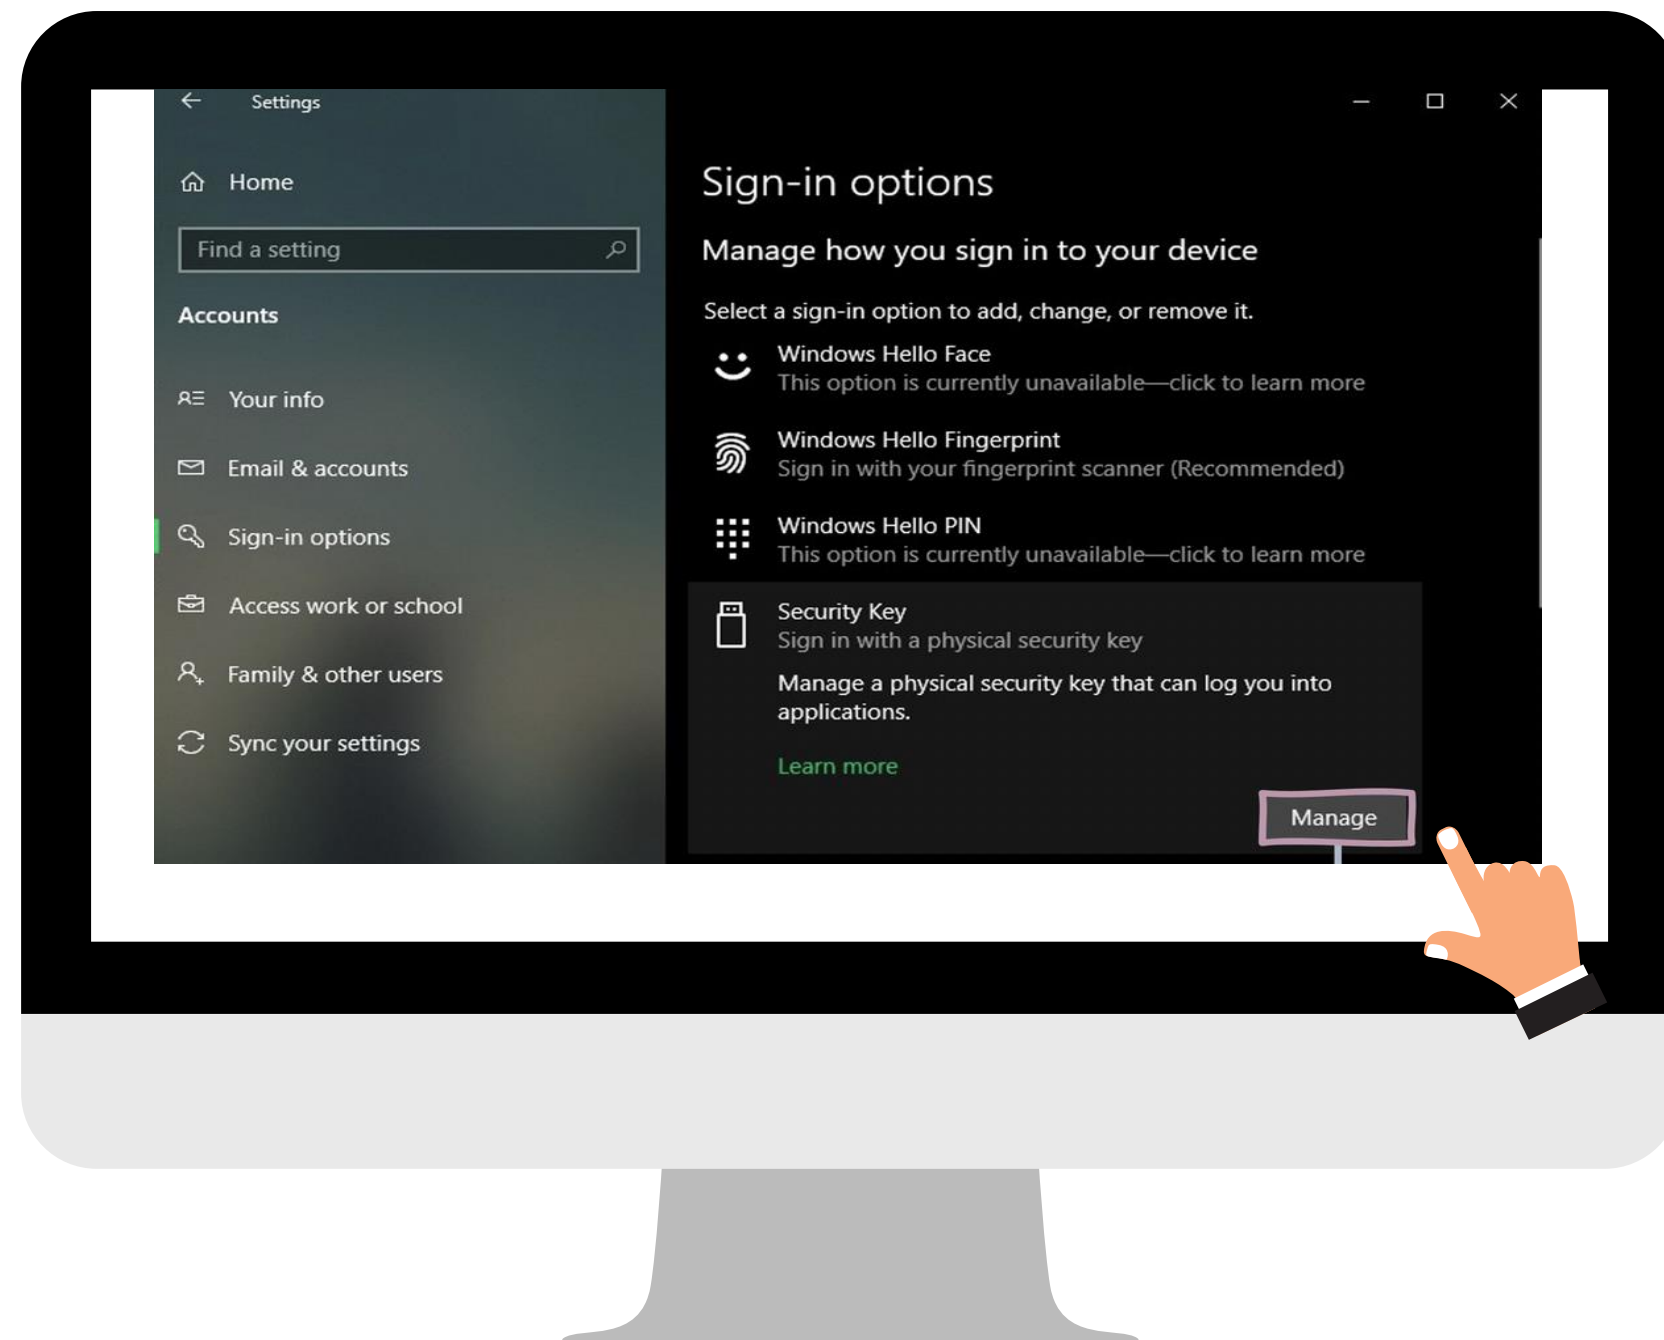 Settings
Home
Find a setting
Accounts
Your info
Email & accounts
Sign-in options
Access work or school
Family & other users
Sync your settings
Sign-in options
Manage how you sign in to your device
Select a sign-in option to add, change, or remove it.
Windows Hello Face
This option is currently unavailable—click to learn more
Windows Hello Fingerprint
Sign in with your fingerprint scanner (Recommended)
Windows Hello PIN
This option is currently unavailable—click to learn more
Security Key
Sign in with a physical security key
Manage a physical security key that can log you into
applications.
Learn more
Manage